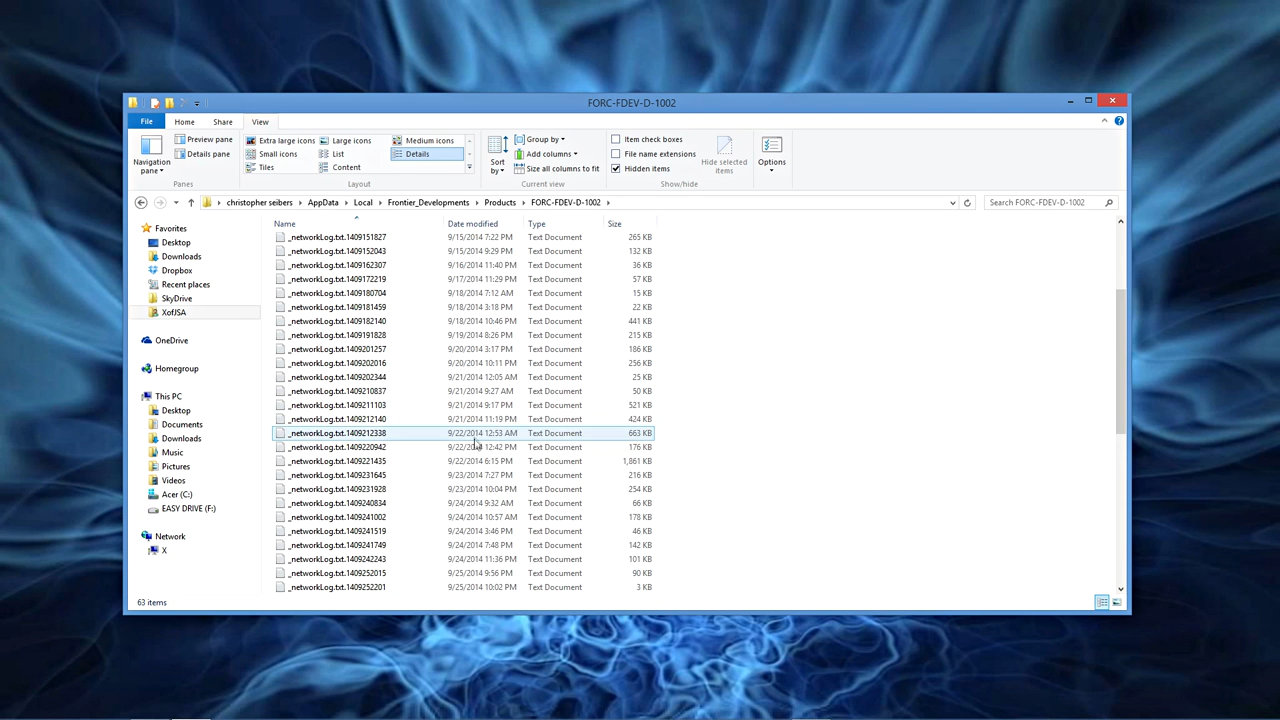 FORC-FDEV-D-1002
File Home Share View
Navigation pane
Preview pane
Details pane
Panes
Extra large icons Large icons Medium icons
Small icons List Details
Tiles Content
Layout
Sort by
Group by
Add columns
Size all columns to fit
Current view
Item check boxes
File name extensions
Hidden items
Hide selected items
Show/hide
Options
christopher seibers AppData Local Frontier_Developments Products FORC-FDEV-D-1002
Search FORC-FDEV-D-1002
Favorites
Desktop
Downloads
Dropbox
Recent places
SkyDrive
XofJSA
OneDrive
Homegroup
This PC
Desktop
Documents
Downloads
Music
Pictures
Videos
Acer (C:)
EASY DRIVE (F:)
Network
X
Name Date modified Type Size
_networkLog.txt.1409151827 9/15/2014 7:22 PM Text Document 265 KB
_networkLog.txt.1409152043 9/15/2014 9:29 PM Text Document 132 KB
_networkLog.txt.1409162307 9/16/2014 11:40 PM Text Document 36 KB
_networkLog.txt.1409172219 9/17/2014 11:29 PM Text Document 57 KB
_networkLog.txt.1409180704 9/18/2014 7:12 AM Text Document 15 KB
_networkLog.txt.1409181459 9/18/2014 3:18 PM Text Document 22 KB
_networkLog.txt.1409182140 9/18/2014 10:46 PM Text Document 441 KB
_networkLog.txt.1409191828 9/19/2014 8:26 PM Text Document 215 KB
_networkLog.txt.1409201257 9/20/2014 3:17 PM Text Document 186 KB
_networkLog.txt.1409202016 9/20/2014 10:11 PM Text Document 256 KB
_networkLog.txt.1409202344 9/21/2014 12:05 AM Text Document 25 KB
_networkLog.txt.1409210837 9/21/2014 9:27 AM Text Document 50 KB
_networkLog.txt.1409211103 9/21/2014 9:17 PM Text Document 521 KB
_networkLog.txt.1409212140 9/21/2014 11:19 PM Text Document 424 KB
_networkLog.txt.1409212338 9/22/2014 12:53 AM Text Document 663 KB
_networkLog.txt.1409220942 9/22/2014 12:42 PM Text Document 176 KB
_networkLog.txt.1409221435 9/22/2014 6:15 PM Text Document 1,861 KB
_networkLog.txt.1409231645 9/23/2014 7:27 PM Text Document 216 KB
_networkLog.txt.1409231928 9/23/2014 10:04 PM Text Document 254 KB
_networkLog.txt.1409240834 9/24/2014 9:32 AM Text Document 66 KB
_networkLog.txt.1409241002 9/24/2014 10:57 AM Text Document 178 KB
_networkLog.txt.1409241519 9/24/2014 3:46 PM Text Document 46 KB
_networkLog.txt.1409241749 9/24/2014 7:48 PM Text Document 142 KB
_networkLog.txt.1409242243 9/24/2014 11:36 PM Text Document 101 KB
_networkLog.txt.1409252015 9/25/2014 9:56 PM Text Document 90 KB
_networkLog.txt.1409252201 9/25/2014 10:02 PM Text Document 3 KB
63 items